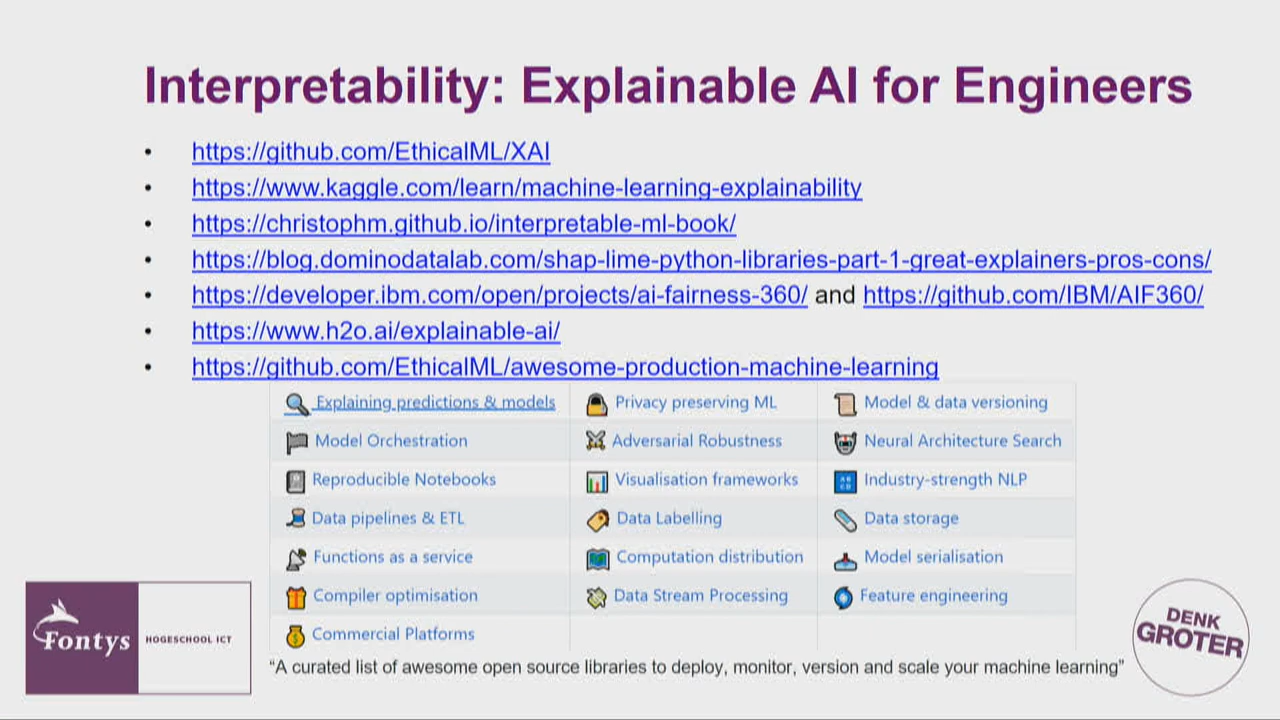 Interpretability: Explainable AI for Engineers
• https://github.com/EthicalML/XAI
• https://www.kaggle.com/learn/machine-learning-explainability
• https://christophm.github.io/interpretable-ml-book/
• https://blog.dominodatalab.com/shap-lime-python-libraries-part-1-great-explainers-pros-cons/
• https://developer.ibm.com/open/projects/ai-fairness-360/ and https://github.com/IBM/AIF360/
• https://www.h2o.ai/explainable-ai/
• https://github.com/EthicalML/awesome-production-machine-learning
Explaining predictions & models Privacy preserving ML Model & data versioning
Model Orchestration Adversarial Robustness Neural Architecture Search
Reproducible Notebooks Visualisation frameworks Industry-strength NLP
Data pipelines & ETL Data Labelling Data storage
Functions as a service Computation distribution Model serialisation
Compiler optimisation Data Stream Processing Feature engineering
Commercial Platforms
“A curated list of awesome open source libraries to deploy, monitor, version and scale your machine learning”
Fontys HOGESCHOOL ICT
DENK
GROTER